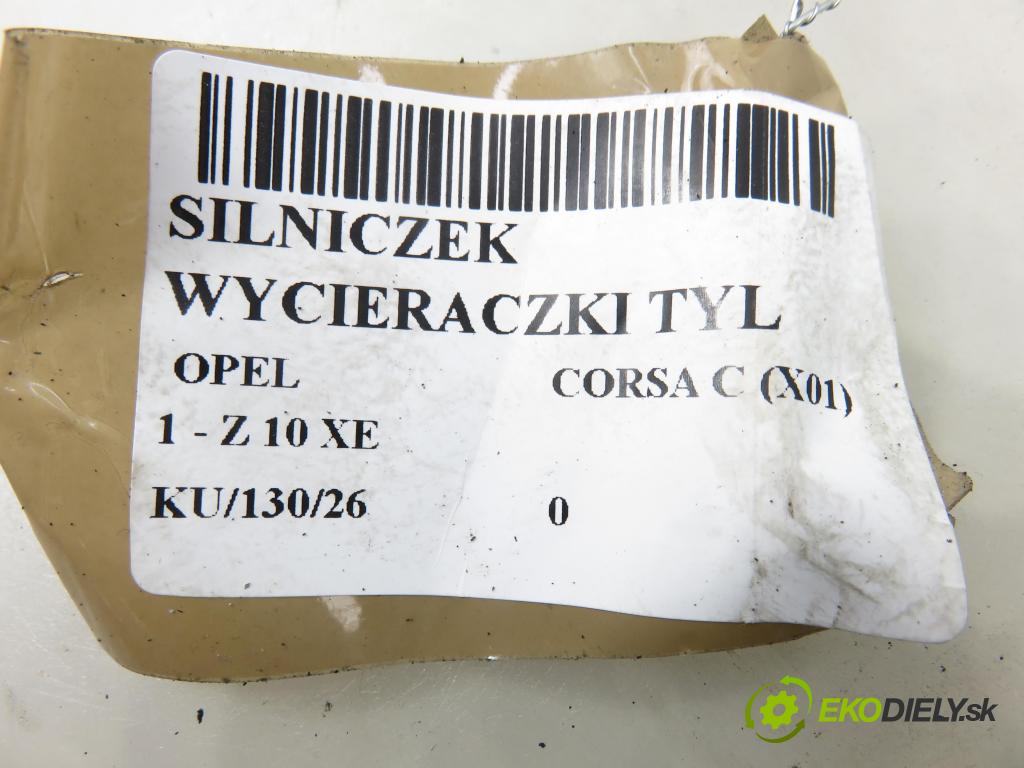 SILNICZEK
WYCIERACZKI TYL
OPEL CORSA C (X01)
1 - Z 10 XE
KU/130/26 0
EKODIELY.sk